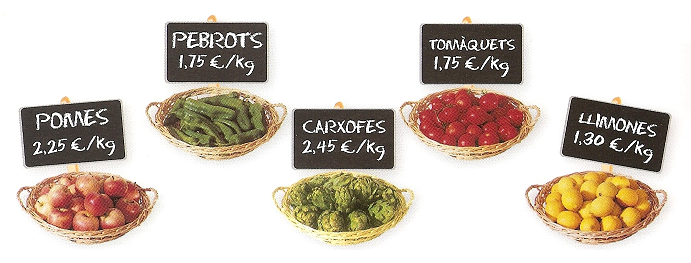 POMES
2,25 €/Kg
PEBROTS
1,75 €/Kg
CARXOFES
2,45 €/Kg
TOMÀQUETS
1,75 €/Kg
LLIMONES
1,30 €/Kg